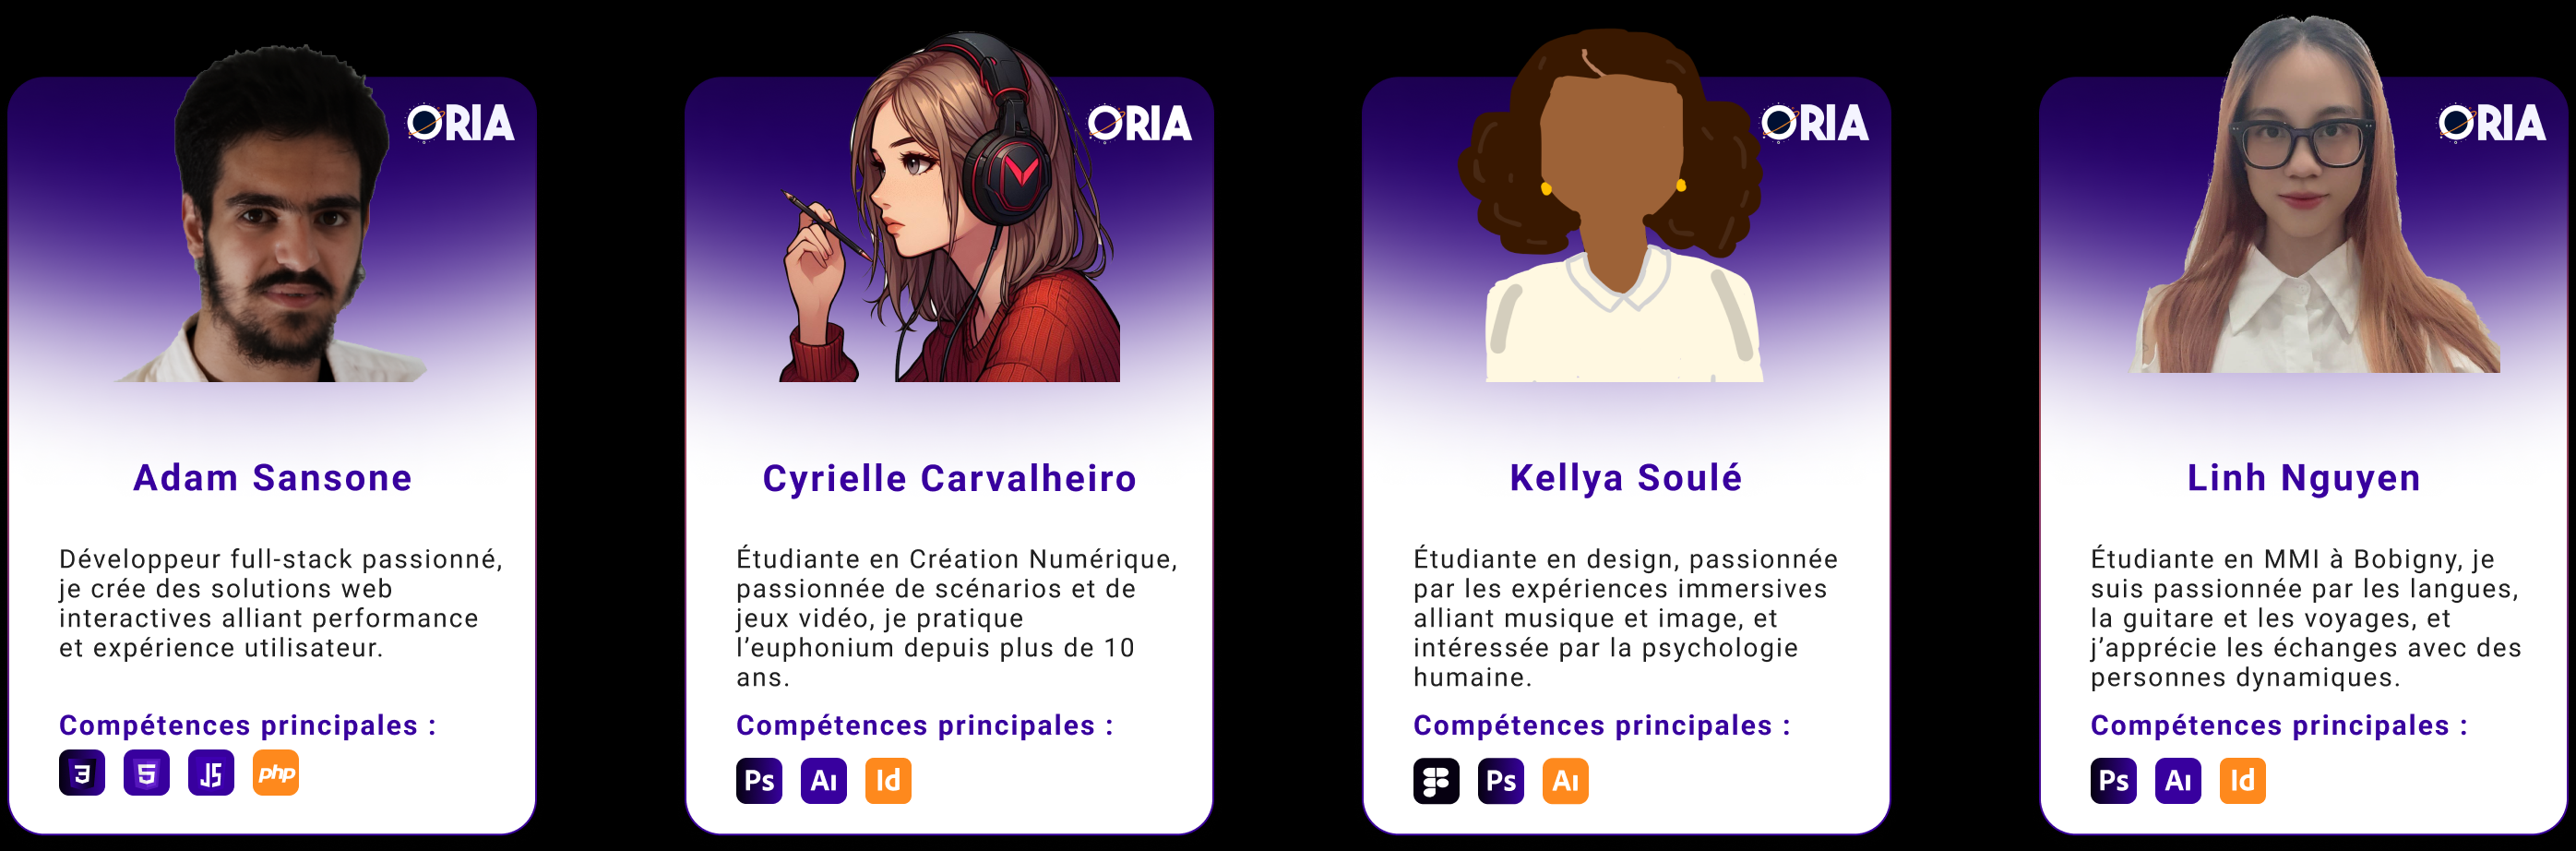 ORIA
Adam Sansone
Développeur full-stack passionné,
je crée des solutions web
interactives alliant performance
et expérience utilisateur.
Compétences principales :
3 5 JS php
ORIA
Cyrielle Carvalheiro
Étudiante en Création Numérique,
passionnée de scénarios et de
jeux vidéo, je pratique
l’euphonium depuis plus de 10
ans.
Compétences principales :
Ps Ai Id
ORIA
Kellya Soulé
Étudiante en design, passionnée
par les expériences immersives
alliant musique et image, et
intéressée par la psychologie
humaine.
Compétences principales :
Ps Ai
ORIA
Linh Nguyen
Étudiante en MMI à Bobigny, je
suis passionnée par les langues,
la guitare et les voyages, et
j’apprécie les échanges avec des
personnes dynamiques.
Compétences principales :
Ps Ai Id